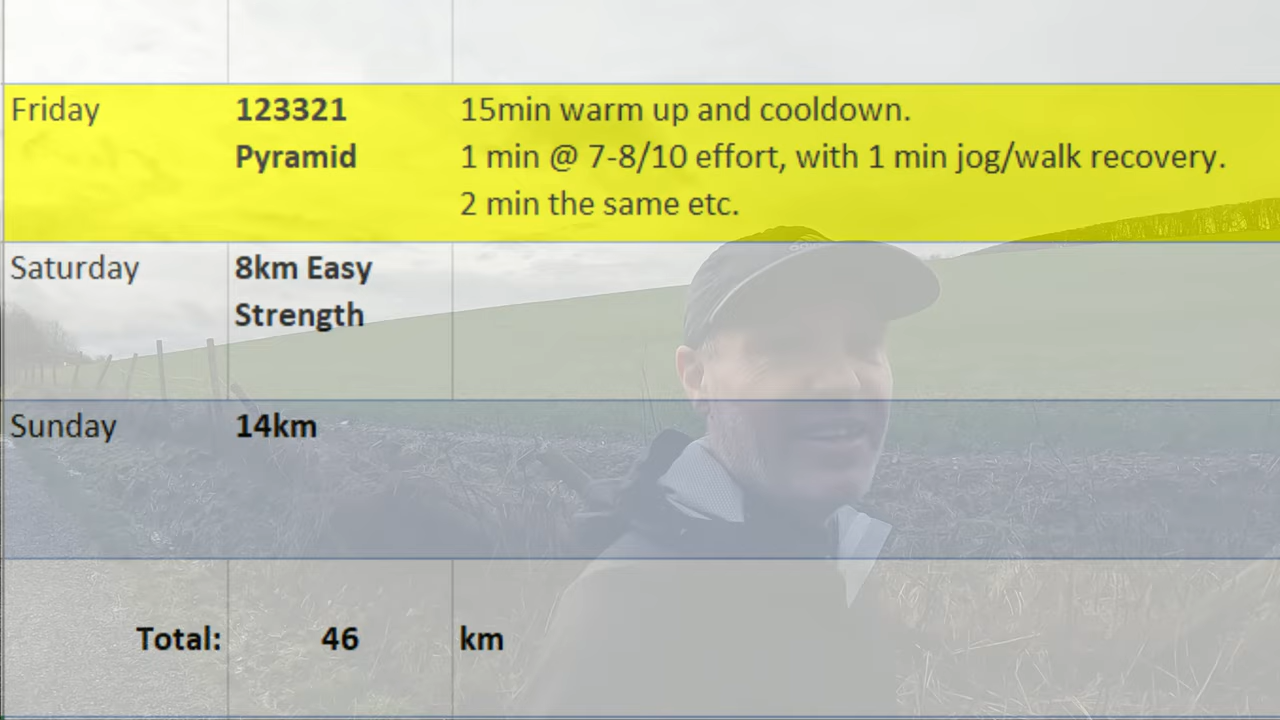 Friday 123321 15min warm up and cooldown.
Pyramid 1 min @ 7-8/10 effort, with 1 min jog/walk recovery.
2 min the same etc.
Saturday 8km Easy
Strength
Sunday 14km
Total: 46 km